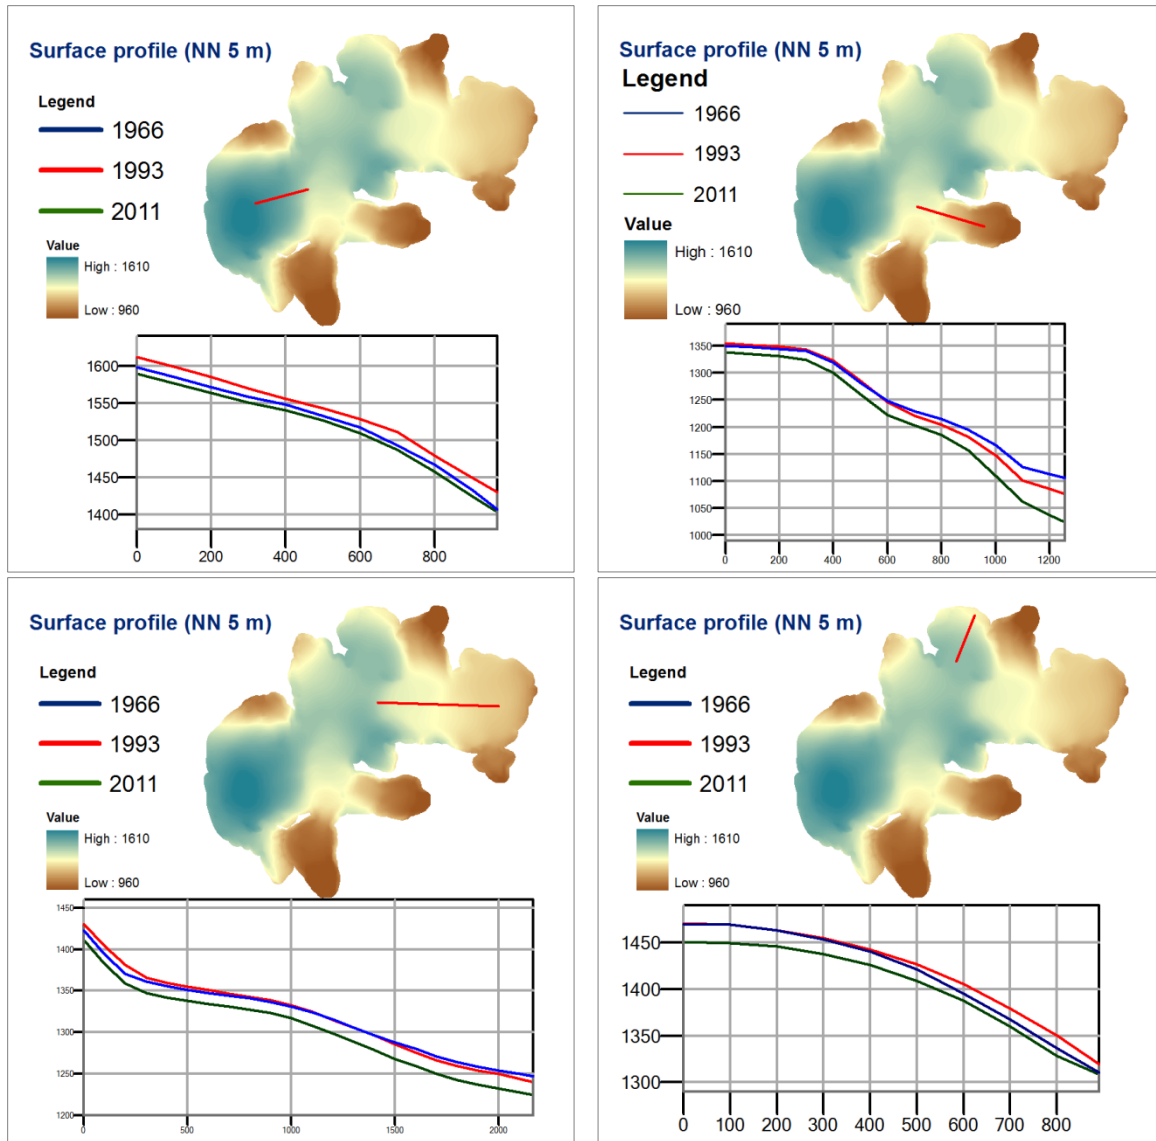 Surface profile (NN 5 m)
Legend
1966
1993
2011
Value
High : 1610
Low : 960
1600
1550
1500
1450
1400
0 200 400 600 800
Surface profile (NN 5 m)
Legend
1966
1993
2011
Value
High : 1610
Low : 960
1350
1300
1250
1200
1150
1100
1050
1000
0 200 400 600 800 1000 1200
Surface profile (NN 5 m)
Legend
1966
1993
2011
Value
High : 1610
Low : 960
1450
1400
1350
1300
1250
1200
0 500 1000 1500 2000
Surface profile (NN 5 m)
Legend
1966
1993
2011
Value
High : 1610
Low : 960
1450
1400
1350
1300
0 100 200 300 400 500 600 700 800